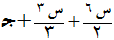 س^٦/٢ + س^٣/٣ + جـ